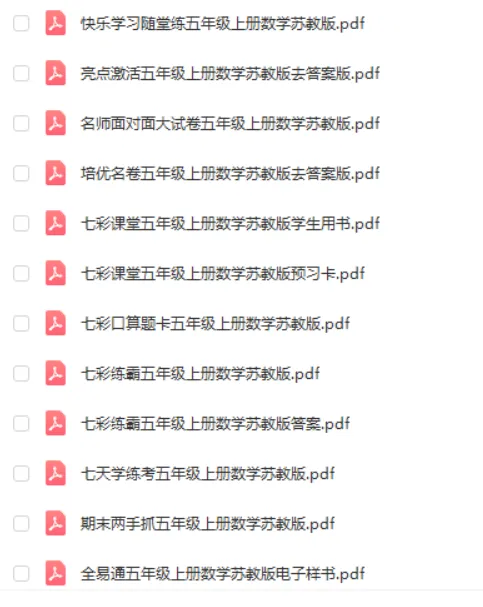 快乐学习随堂练五年级上册数学苏教版.pdf
亮点激活五年级上册数学苏教版去答案版.pdf
名师面对面大试卷五年级上册数学苏教版.pdf
培优名卷五年级上册数学苏教版去答案版.pdf
七彩课堂五年级上册数学苏教版学生用书.pdf
七彩课堂五年级上册数学苏教版预习卡.pdf
七彩口算题卡五年级上册数学苏教版.pdf
七彩练霸五年级上册数学苏教版.pdf
七彩练霸五年级上册数学苏教版答案.pdf
七天学练考五年级上册数学苏教版.pdf
期末两手抓五年级上册数学苏教版.pdf
全易通五年级上册数学苏教版电子样书.pdf